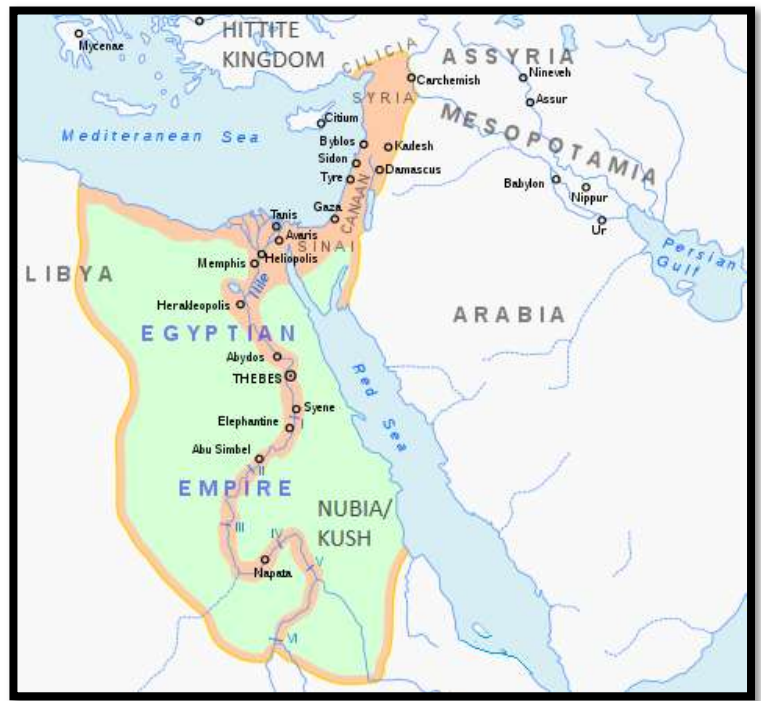 HITTITE
KINGDOM
Mycenae
CILICIA
ASSYRIA
Carchemish
Nineveh
SYRIA
Assur
MESOPOTAMIA
Citium
Mediteranean Sea
Byblos
Kadesh
Sidon
Damascus
Tyre
Babylon
Nippur
CANAAN
Gaza
Ur
Tanis
Avaris
SINAI
Persian
Gulf
Heliopolis
Memphis
LIBYA
Nile
Herakleopolis
ARABIA
EGYPTIAN
Abydos
THEBES
Red Sea
Syene
Elephantine
I
Abu Simbel
II
EMPIRE
NUBIA/
KUSH
III
IV
V
Napata
VI